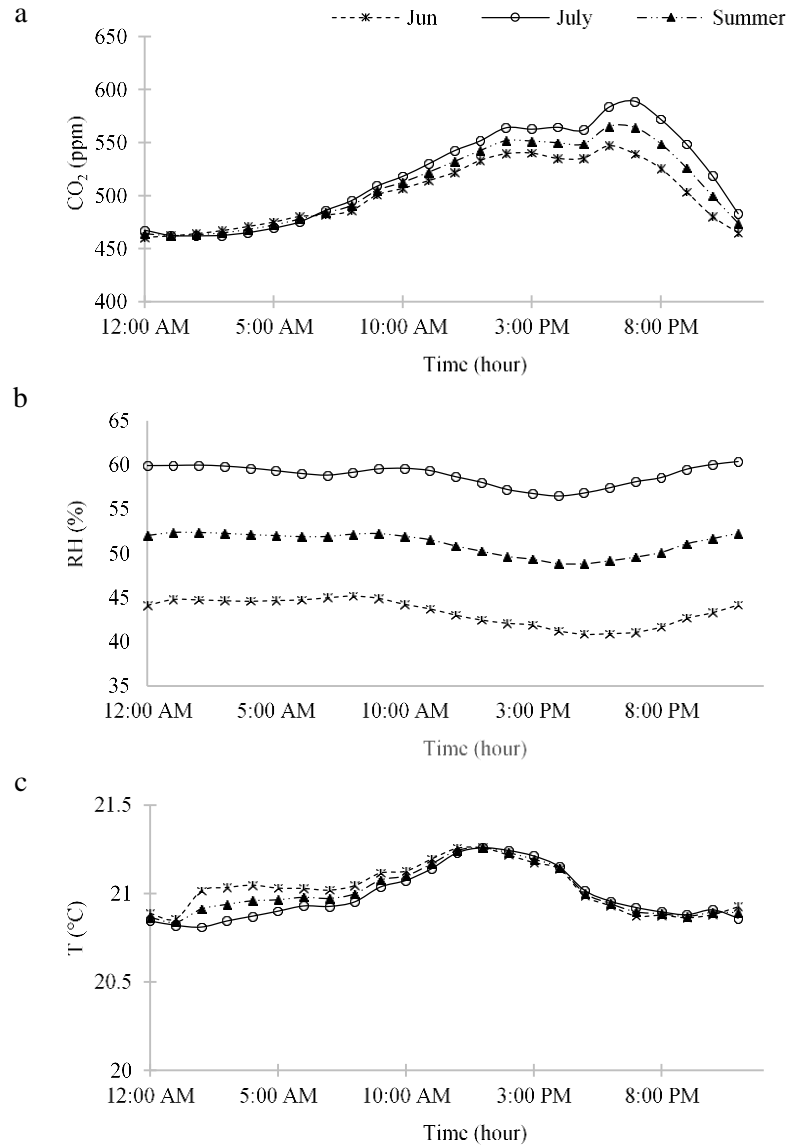 a
Jun July Summer
650
600
550
500
450
400
CO₂ (ppm)
12:00 AM 5:00 AM 10:00 AM 3:00 PM 8:00 PM
Time (hour)
b
65
60
55
50
45
40
35
RH (%)
12:00 AM 5:00 AM 10:00 AM 3:00 PM 8:00 PM
Time (hour)
c
21.5
21
20.5
20
T (°C)
12:00 AM 5:00 AM 10:00 AM 3:00 PM 8:00 PM
Time (hour)